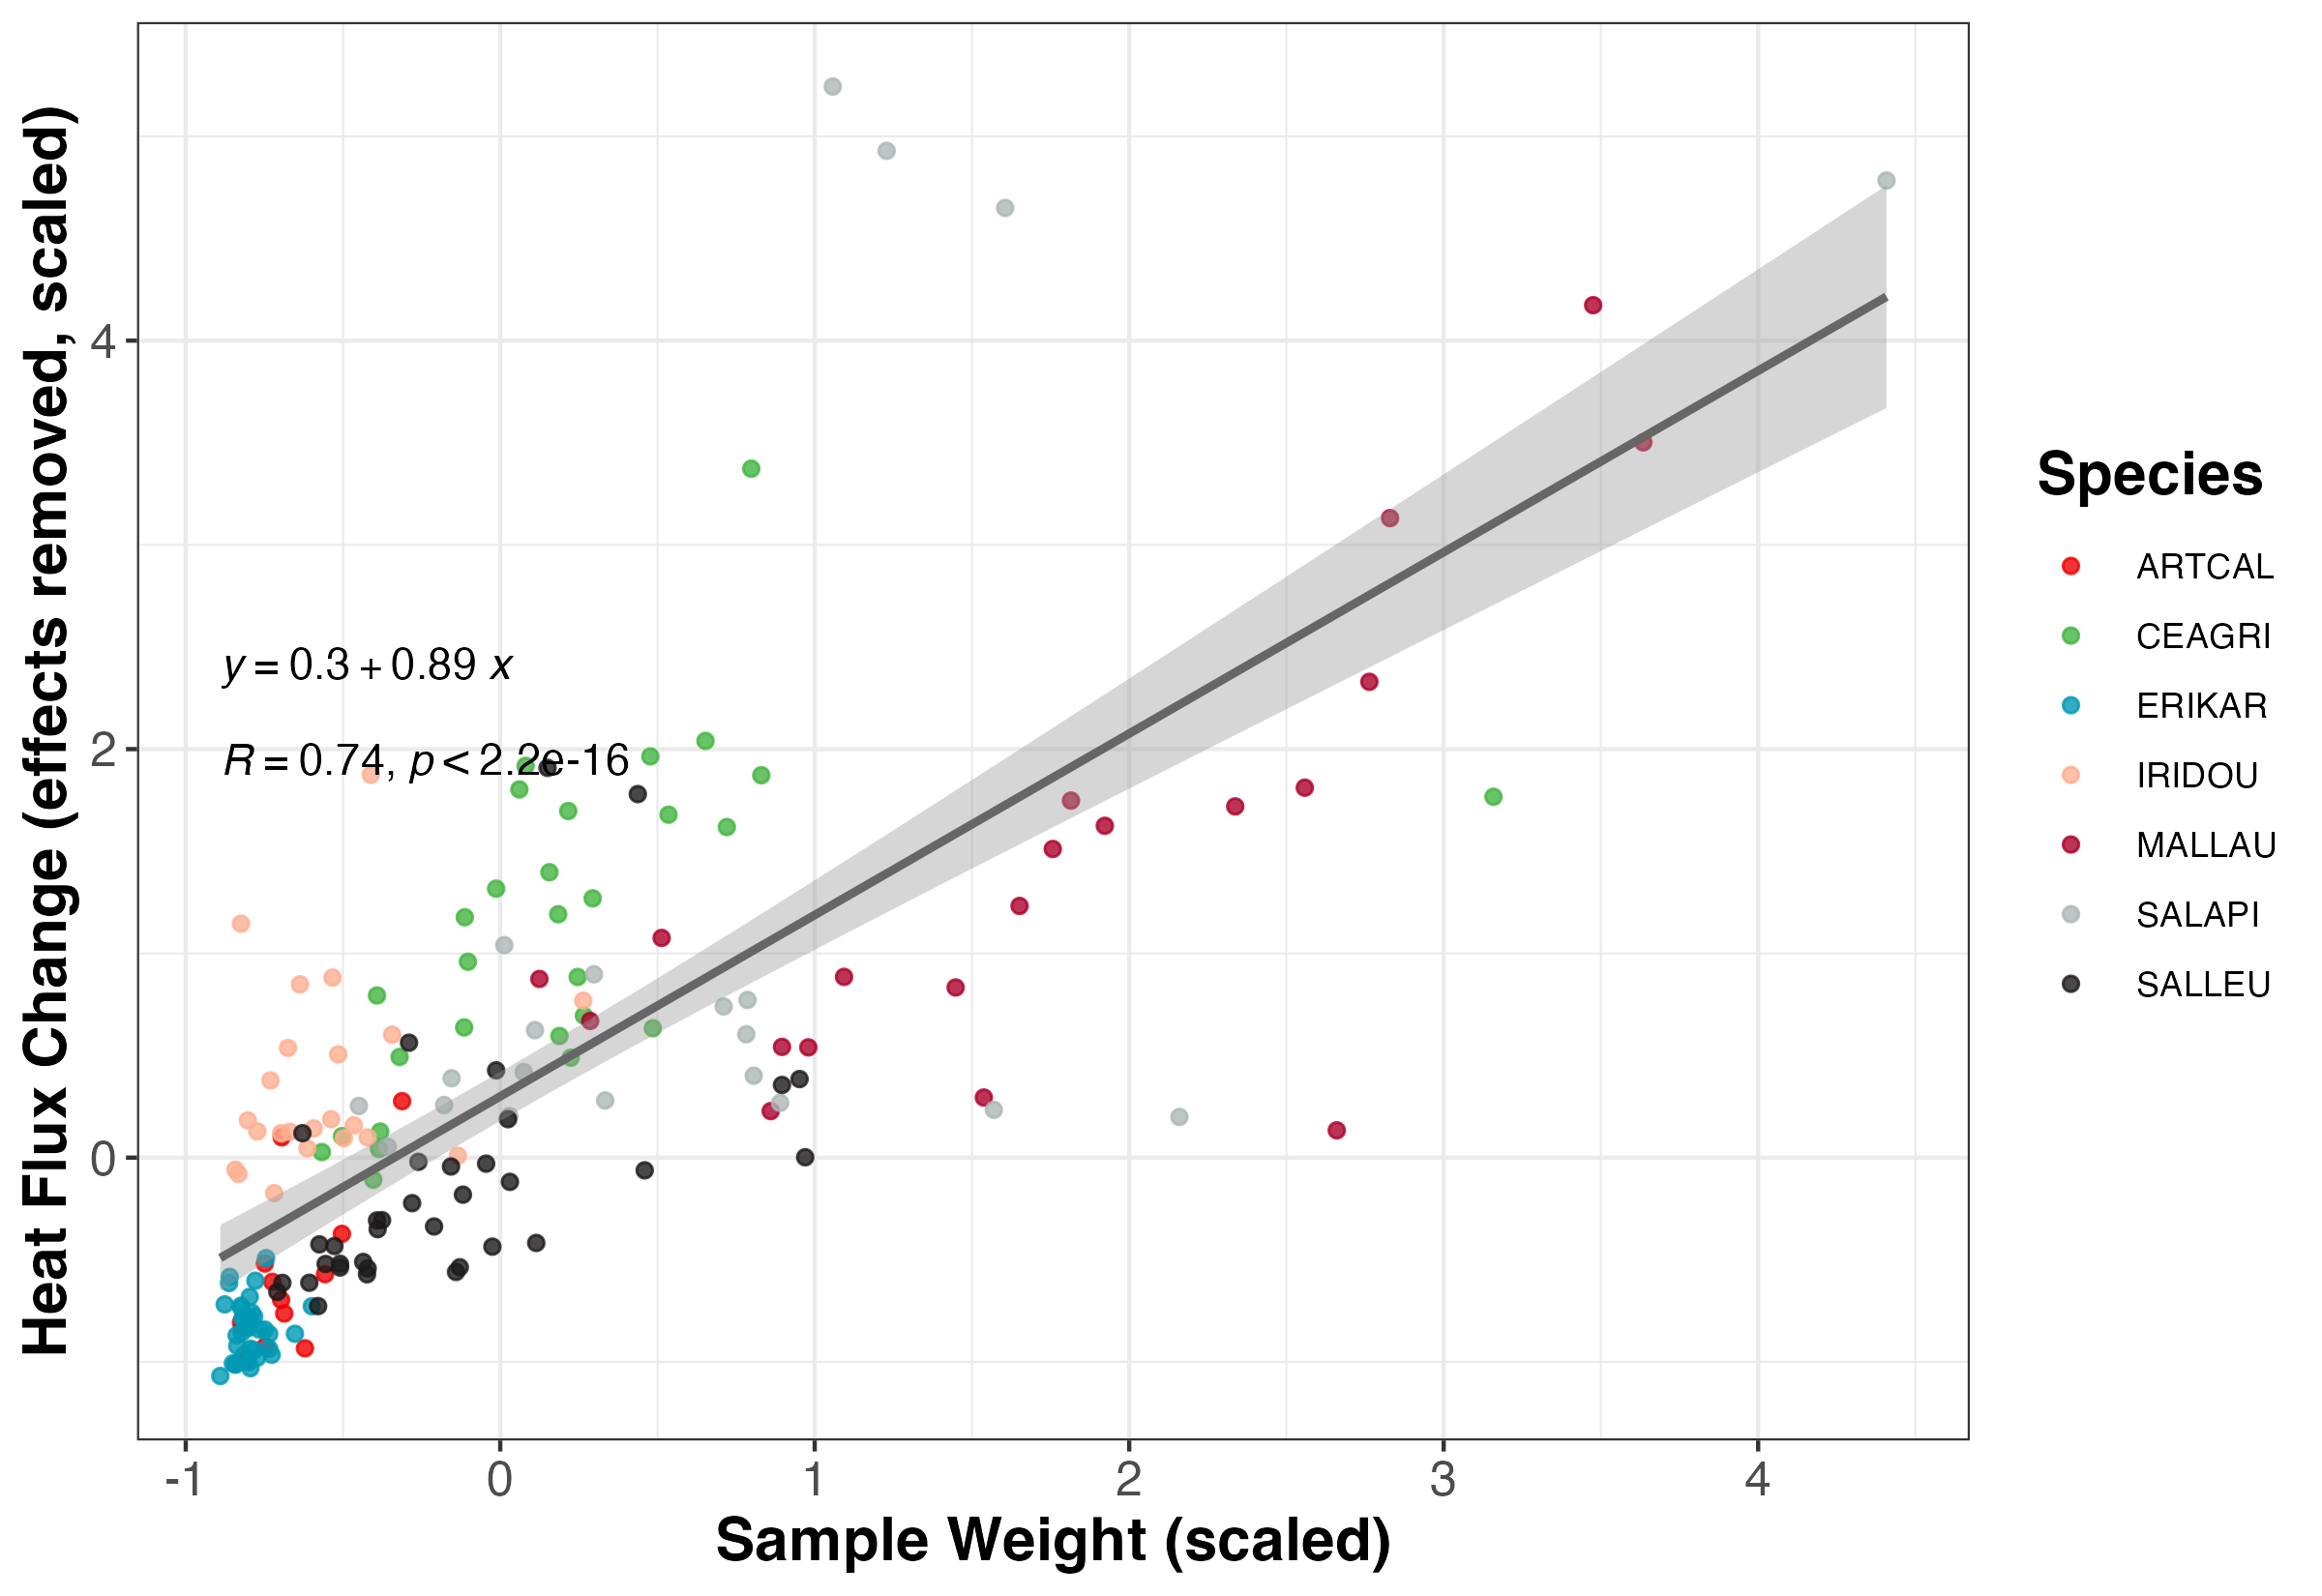 Heat Flux Change (effects removed, scaled)
4
2
0
y = 0.3 + 0.89 x
R = 0.74, p < 2.2e-16
-1 0 1 2 3 4
Sample Weight (scaled)
Species
ARTCAL
CEAGRI
ERIKAR
IRIDOU
MALLAU
SALAPI
SALLEU